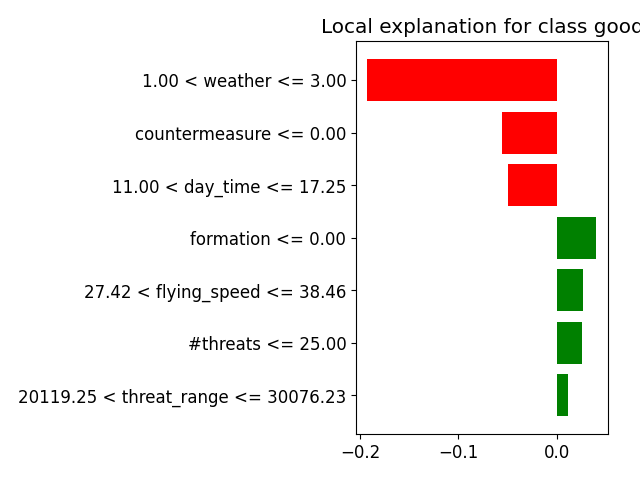 Local explanation for class good
1.00 < weather <= 3.00
countermeasure <= 0.00
11.00 < day_time <= 17.25
formation <= 0.00
27.42 < flying_speed <= 38.46
#threats <= 25.00
20119.25 < threat_range <= 30076.23
−0.2 −0.1 0.0